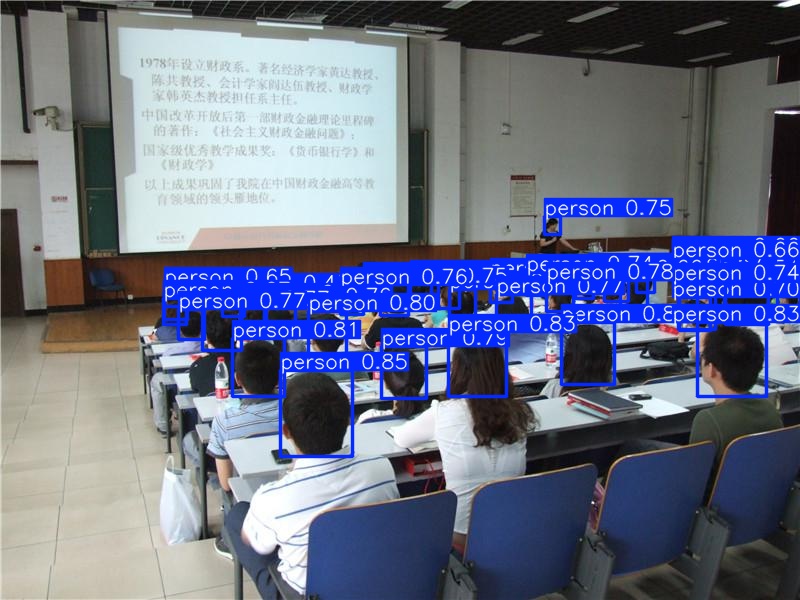 1978年设立财政系。著名经济学家黄达教授、
陈共教授、会计学家阎达伍教授、财政学
家韩英杰教授担任系主任。
中国改革开放后第一部财政金融理论里程碑
的著作：《社会主义财政金融问题》；
国家级优秀教学成果奖：《货币银行学》和
《财政学》
以上成果巩固了我院在中国财政金融高等教
育领域的领头雁地位。
FINANCE
person 0.75
person 0.66
person 0.65
person 0.76
person 0.78
person 0.74
person 0.77
person 0.80
person 0.77
person 0.70
person 0.81
person 0.83
person 0.83
person 0.79
person 0.85